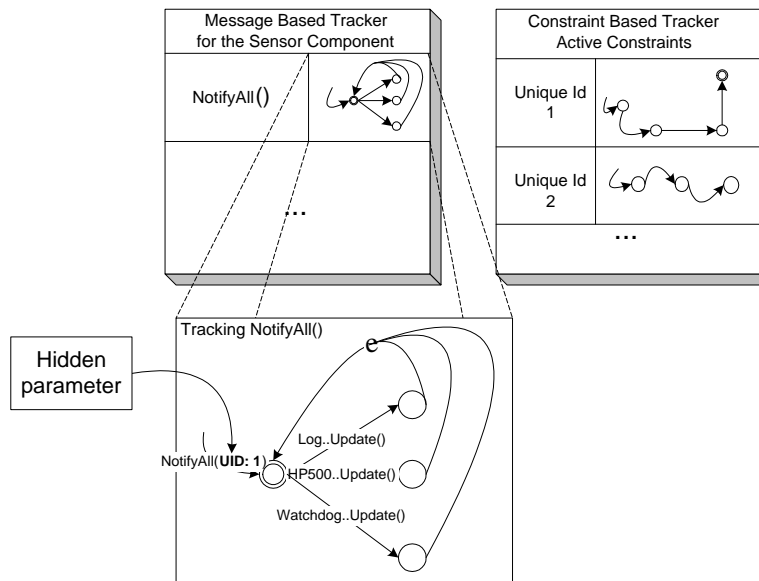 Message Based Tracker
for the Sensor Component
NotifyAll()
...
Constraint Based Tracker
Active Constraints
Unique Id
1
Unique Id
2
...
Tracking NotifyAll()
e
Hidden
parameter
Log..Update()
NotifyAll(UID: 1)
HP500..Update()
Watchdog..Update()